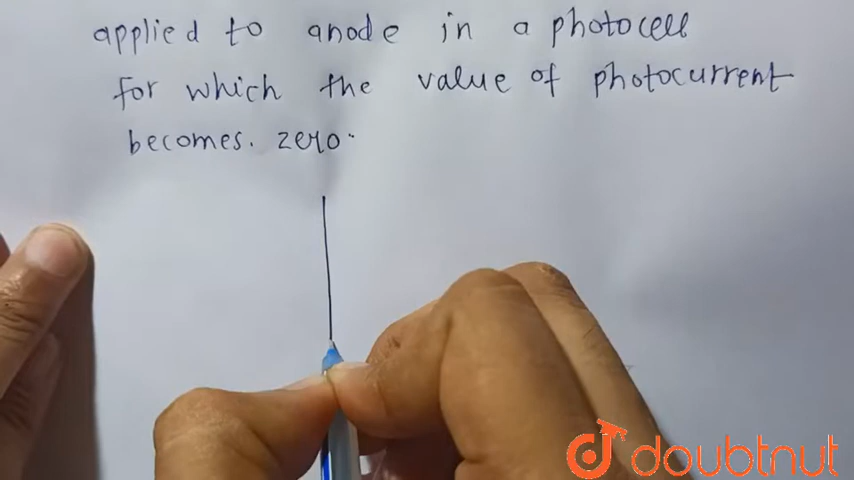 applied to anode in a photocell
for which the value of photocurrent
becomes. zero.
doubtnut